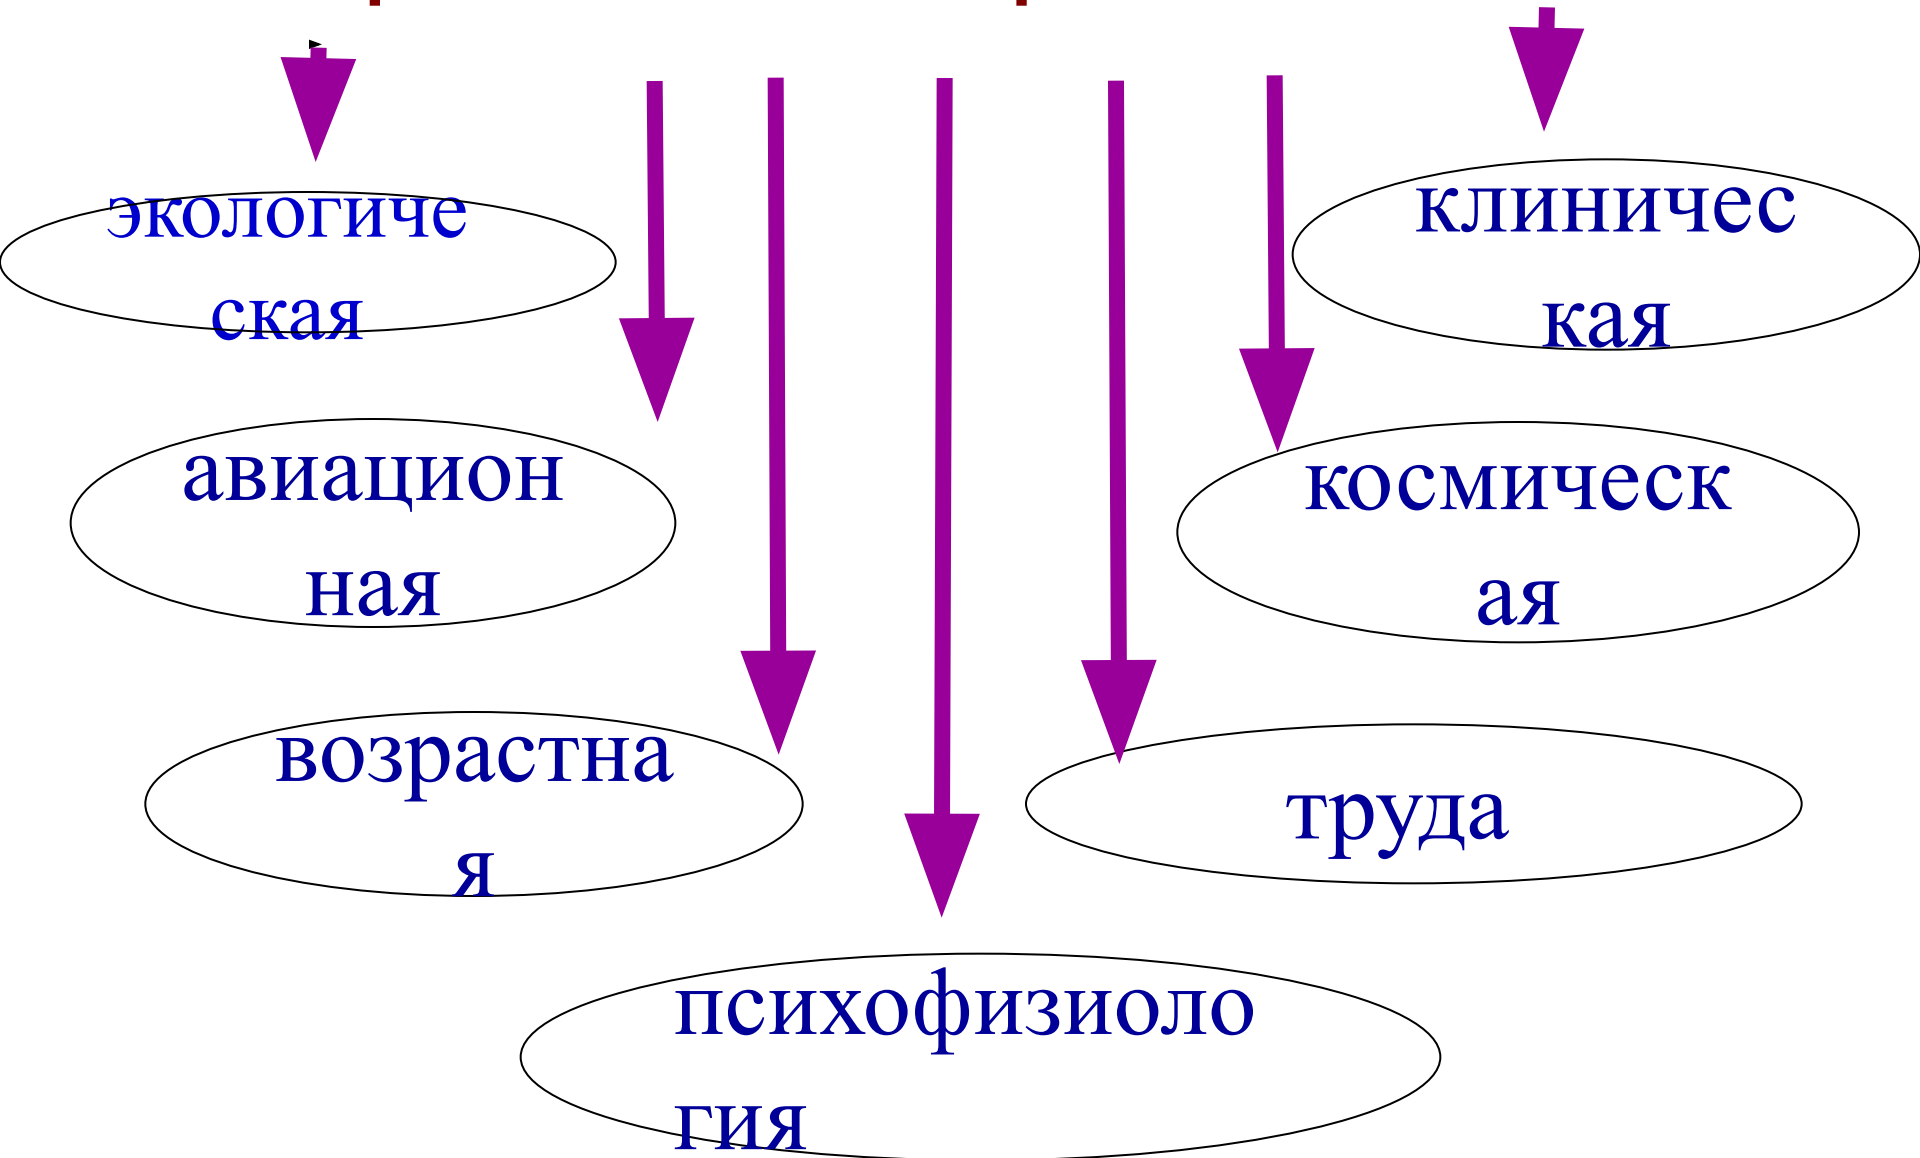 экологиче
ская
клиничес
кая
авиацион
ная
космическ
ая
возрастна
я
труда
психофизиоло
гия